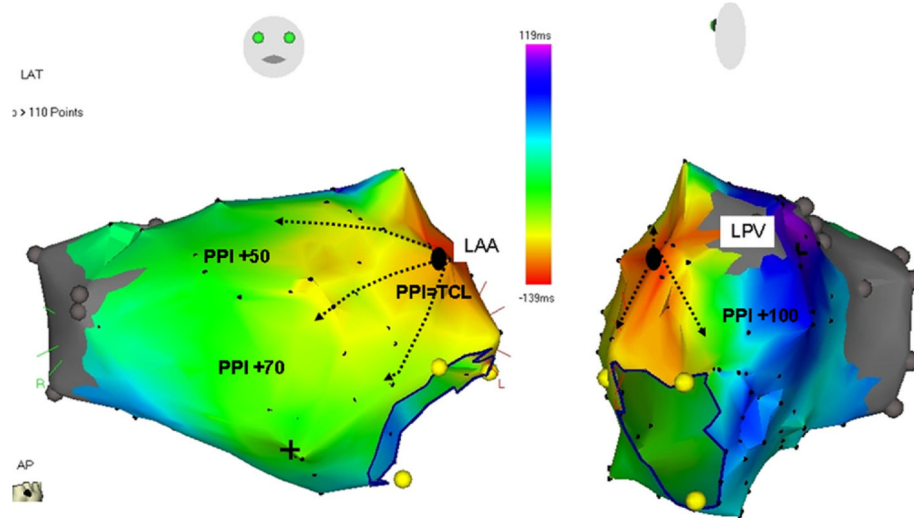 119ms
LAT
› > 110 Points
LAA
LPV
PPI +50
PPI=TCL
-139ms
PPI +100
PPI +70
R
L
AP